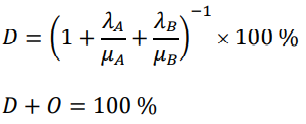 D = (1 + λ_A/μ_A + λ_B/μ_B)^{-1} × 100 %
D + O = 100 %